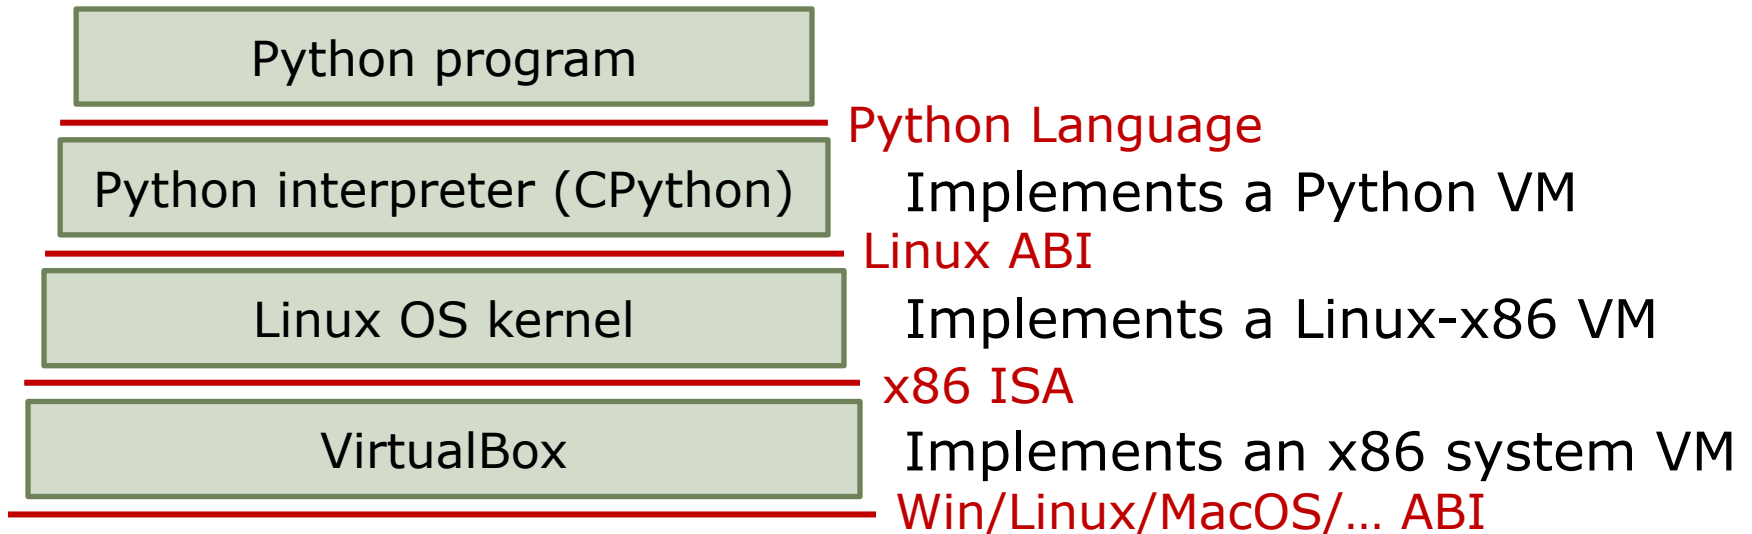 Python program
Python Language
Python interpreter (CPython)
Implements a Python VM
Linux ABI
Linux OS kernel
Implements a Linux-x86 VM
x86 ISA
VirtualBox
Implements an x86 system VM
Win/Linux/MacOS/… ABI